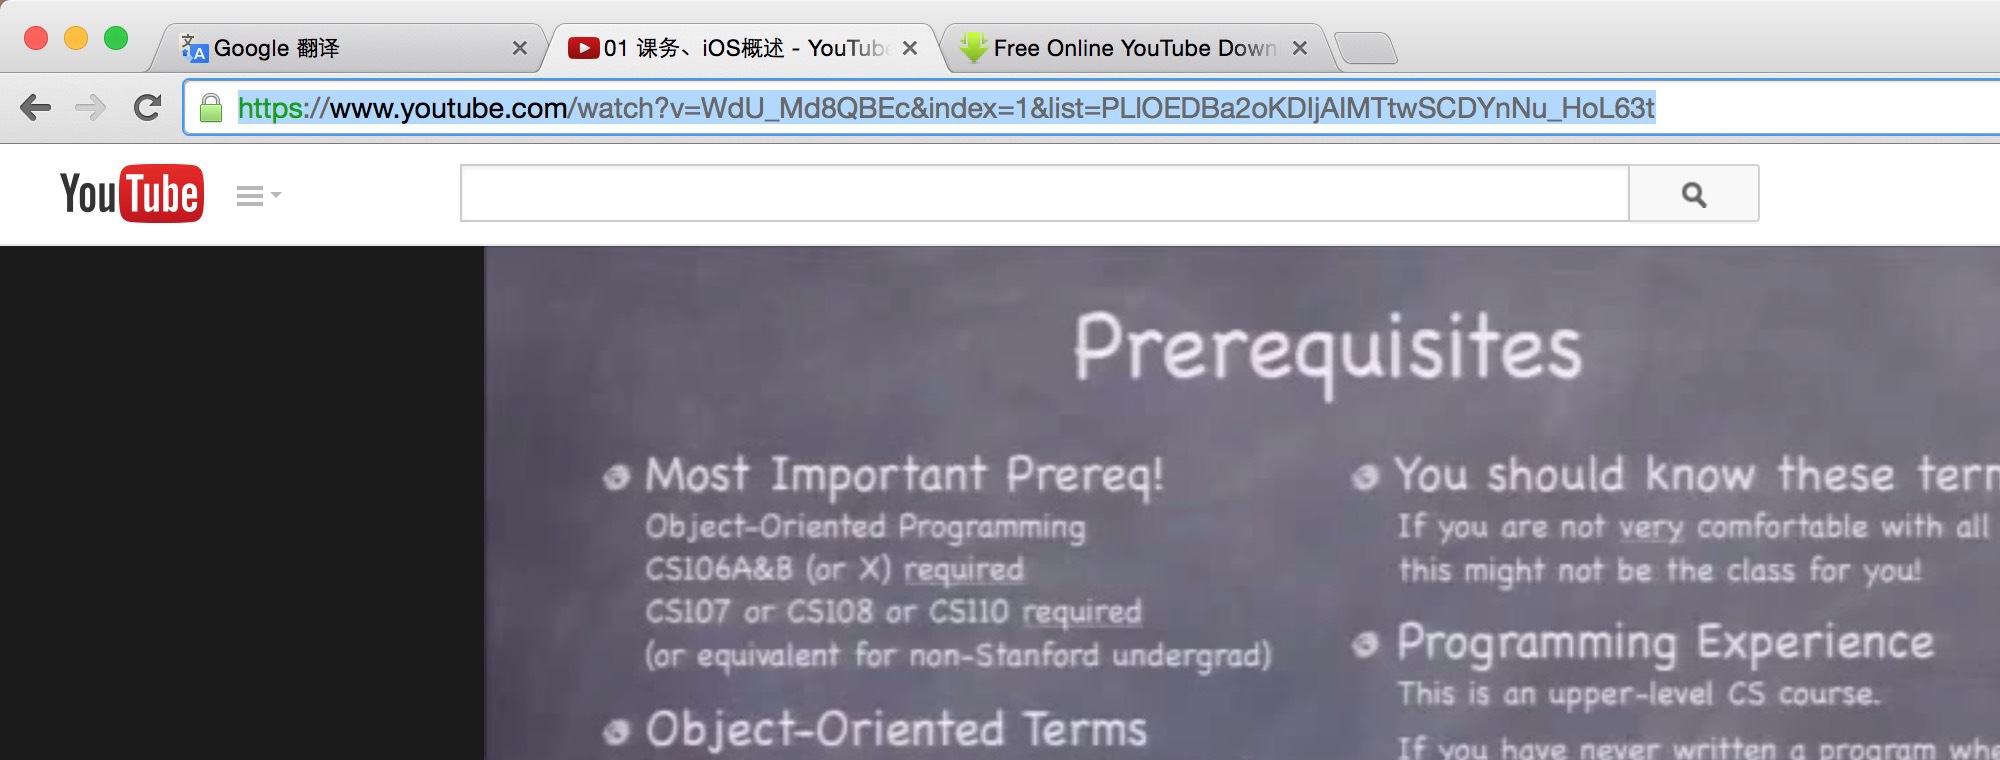 Google 翻译
01 课务、iOS概述 - YouTube
Free Online YouTube Down
https://www.youtube.com/watch?v=WdU_Md8QBEc&index=1&list=PLlOEDBa2oKDIjAIMTtwSCDYnNu_HoL63t
YouTube
Prerequisites
Most Important Prereq!
Object-Oriented Programming
CS106A&B (or X) required
CS107 or CS108 or CS110 required
(or equivalent for non-Stanford undergrad)
Object-Oriented Terms
You should know these term
If you are not very comfortable with all
this might not be the class for you!
Programming Experience
This is an upper-level CS course.
If you have never written a program whe